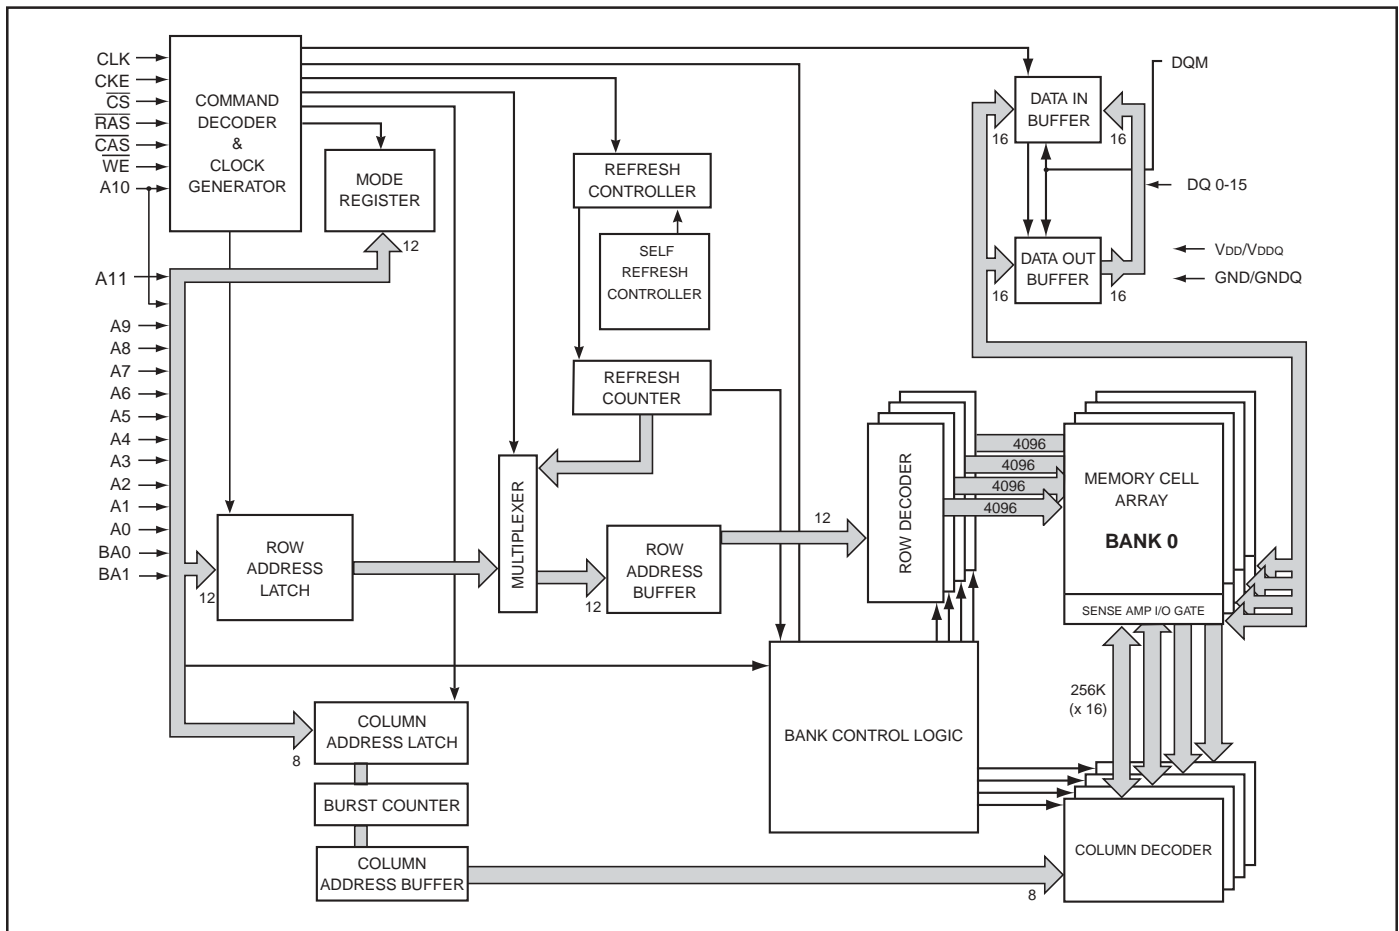 CLK
CKE
CS
RAS
CAS
WE
A10
A11
A9
A8
A7
A6
A5
A4
A3
A2
A1
A0
BA0
BA1
COMMAND
DECODER
&
CLOCK
GENERATOR
MODE
REGISTER
12
REFRESH
CONTROLLER
SELF
REFRESH
CONTROLLER
REFRESH
COUNTER
DATA IN
BUFFER
16
16
DQM
DQ 0-15
DATA OUT
BUFFER
16
16
VDD/VDDQ
GND/GNDQ
MULTIPLEXER
ROW
ADDRESS
LATCH
12
ROW
ADDRESS
BUFFER
12
12
ROW DECODER
4096
4096
4096
4096
MEMORY CELL
ARRAY
BANK 0
SENSE AMP I/O GATE
256K
(x 16)
BANK CONTROL LOGIC
COLUMN
ADDRESS LATCH
8
BURST COUNTER
COLUMN
ADDRESS BUFFER
COLUMN DECODER
8